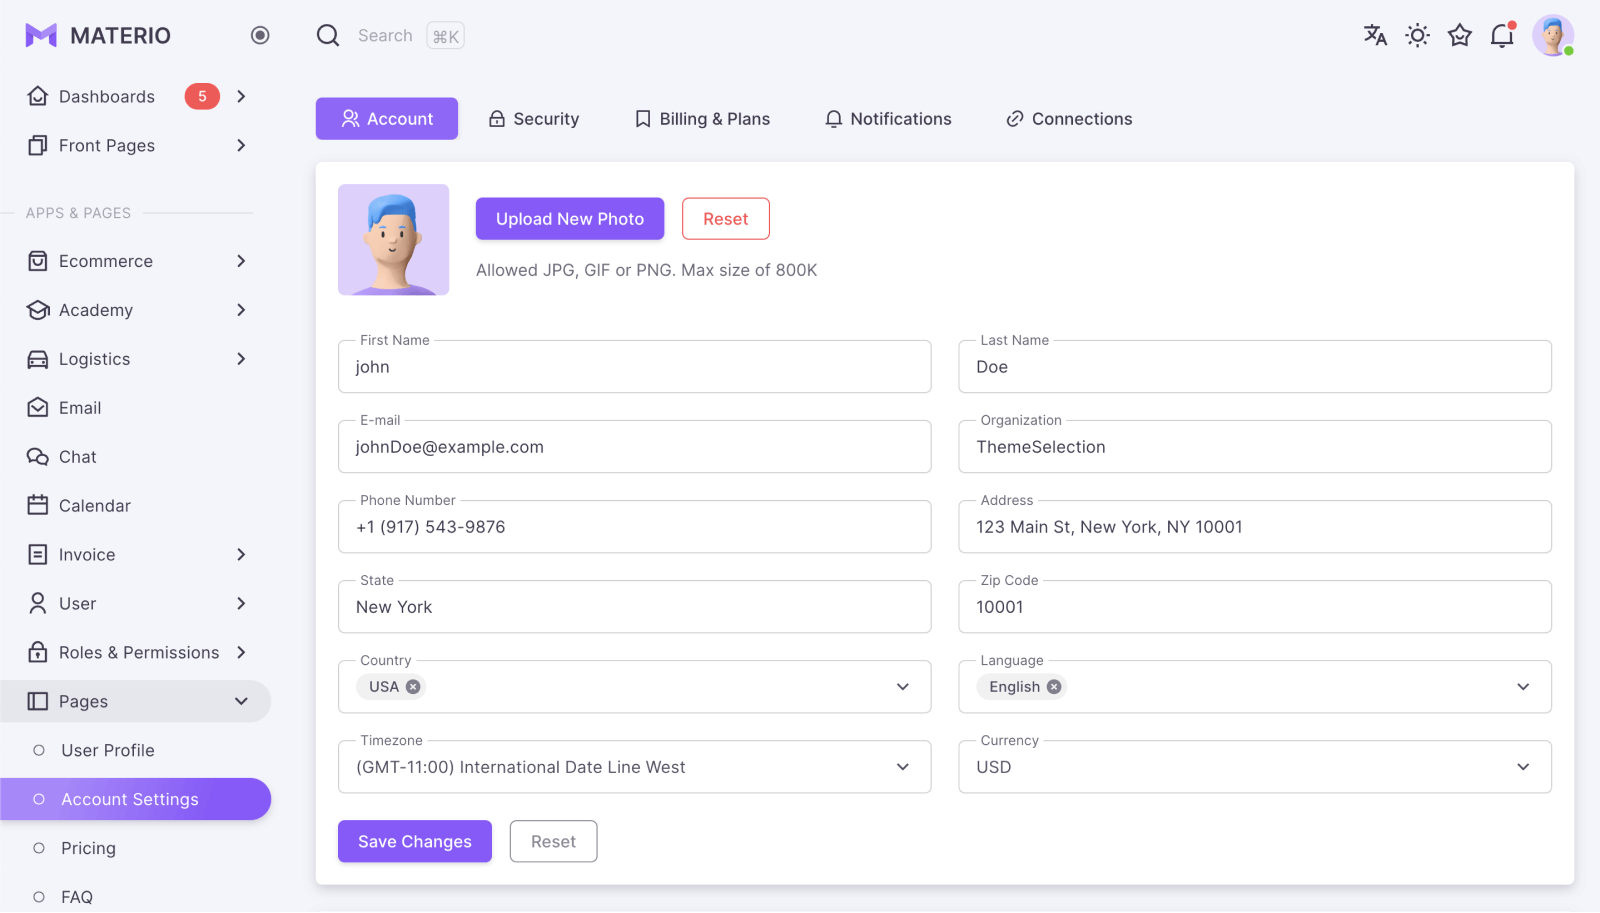 MATERIO
Search ⌘K
Dashboards 5
Front Pages
APPS & PAGES
Ecommerce
Academy
Logistics
Email
Chat
Calendar
Invoice
User
Roles & Permissions
Pages
User Profile
Account Settings
Pricing
FAQ
Account Security Billing & Plans Notifications Connections
Upload New Photo Reset
Allowed JPG, GIF or PNG. Max size of 800K
First Name
john
Last Name
Doe
E-mail
johnDoe@example.com
Organization
ThemeSelection
Phone Number
+1 (917) 543-9876
Address
123 Main St, New York, NY 10001
State
New York
Zip Code
10001
Country
USA
Language
English
Timezone
(GMT-11:00) International Date Line West
Currency
USD
Save Changes Reset